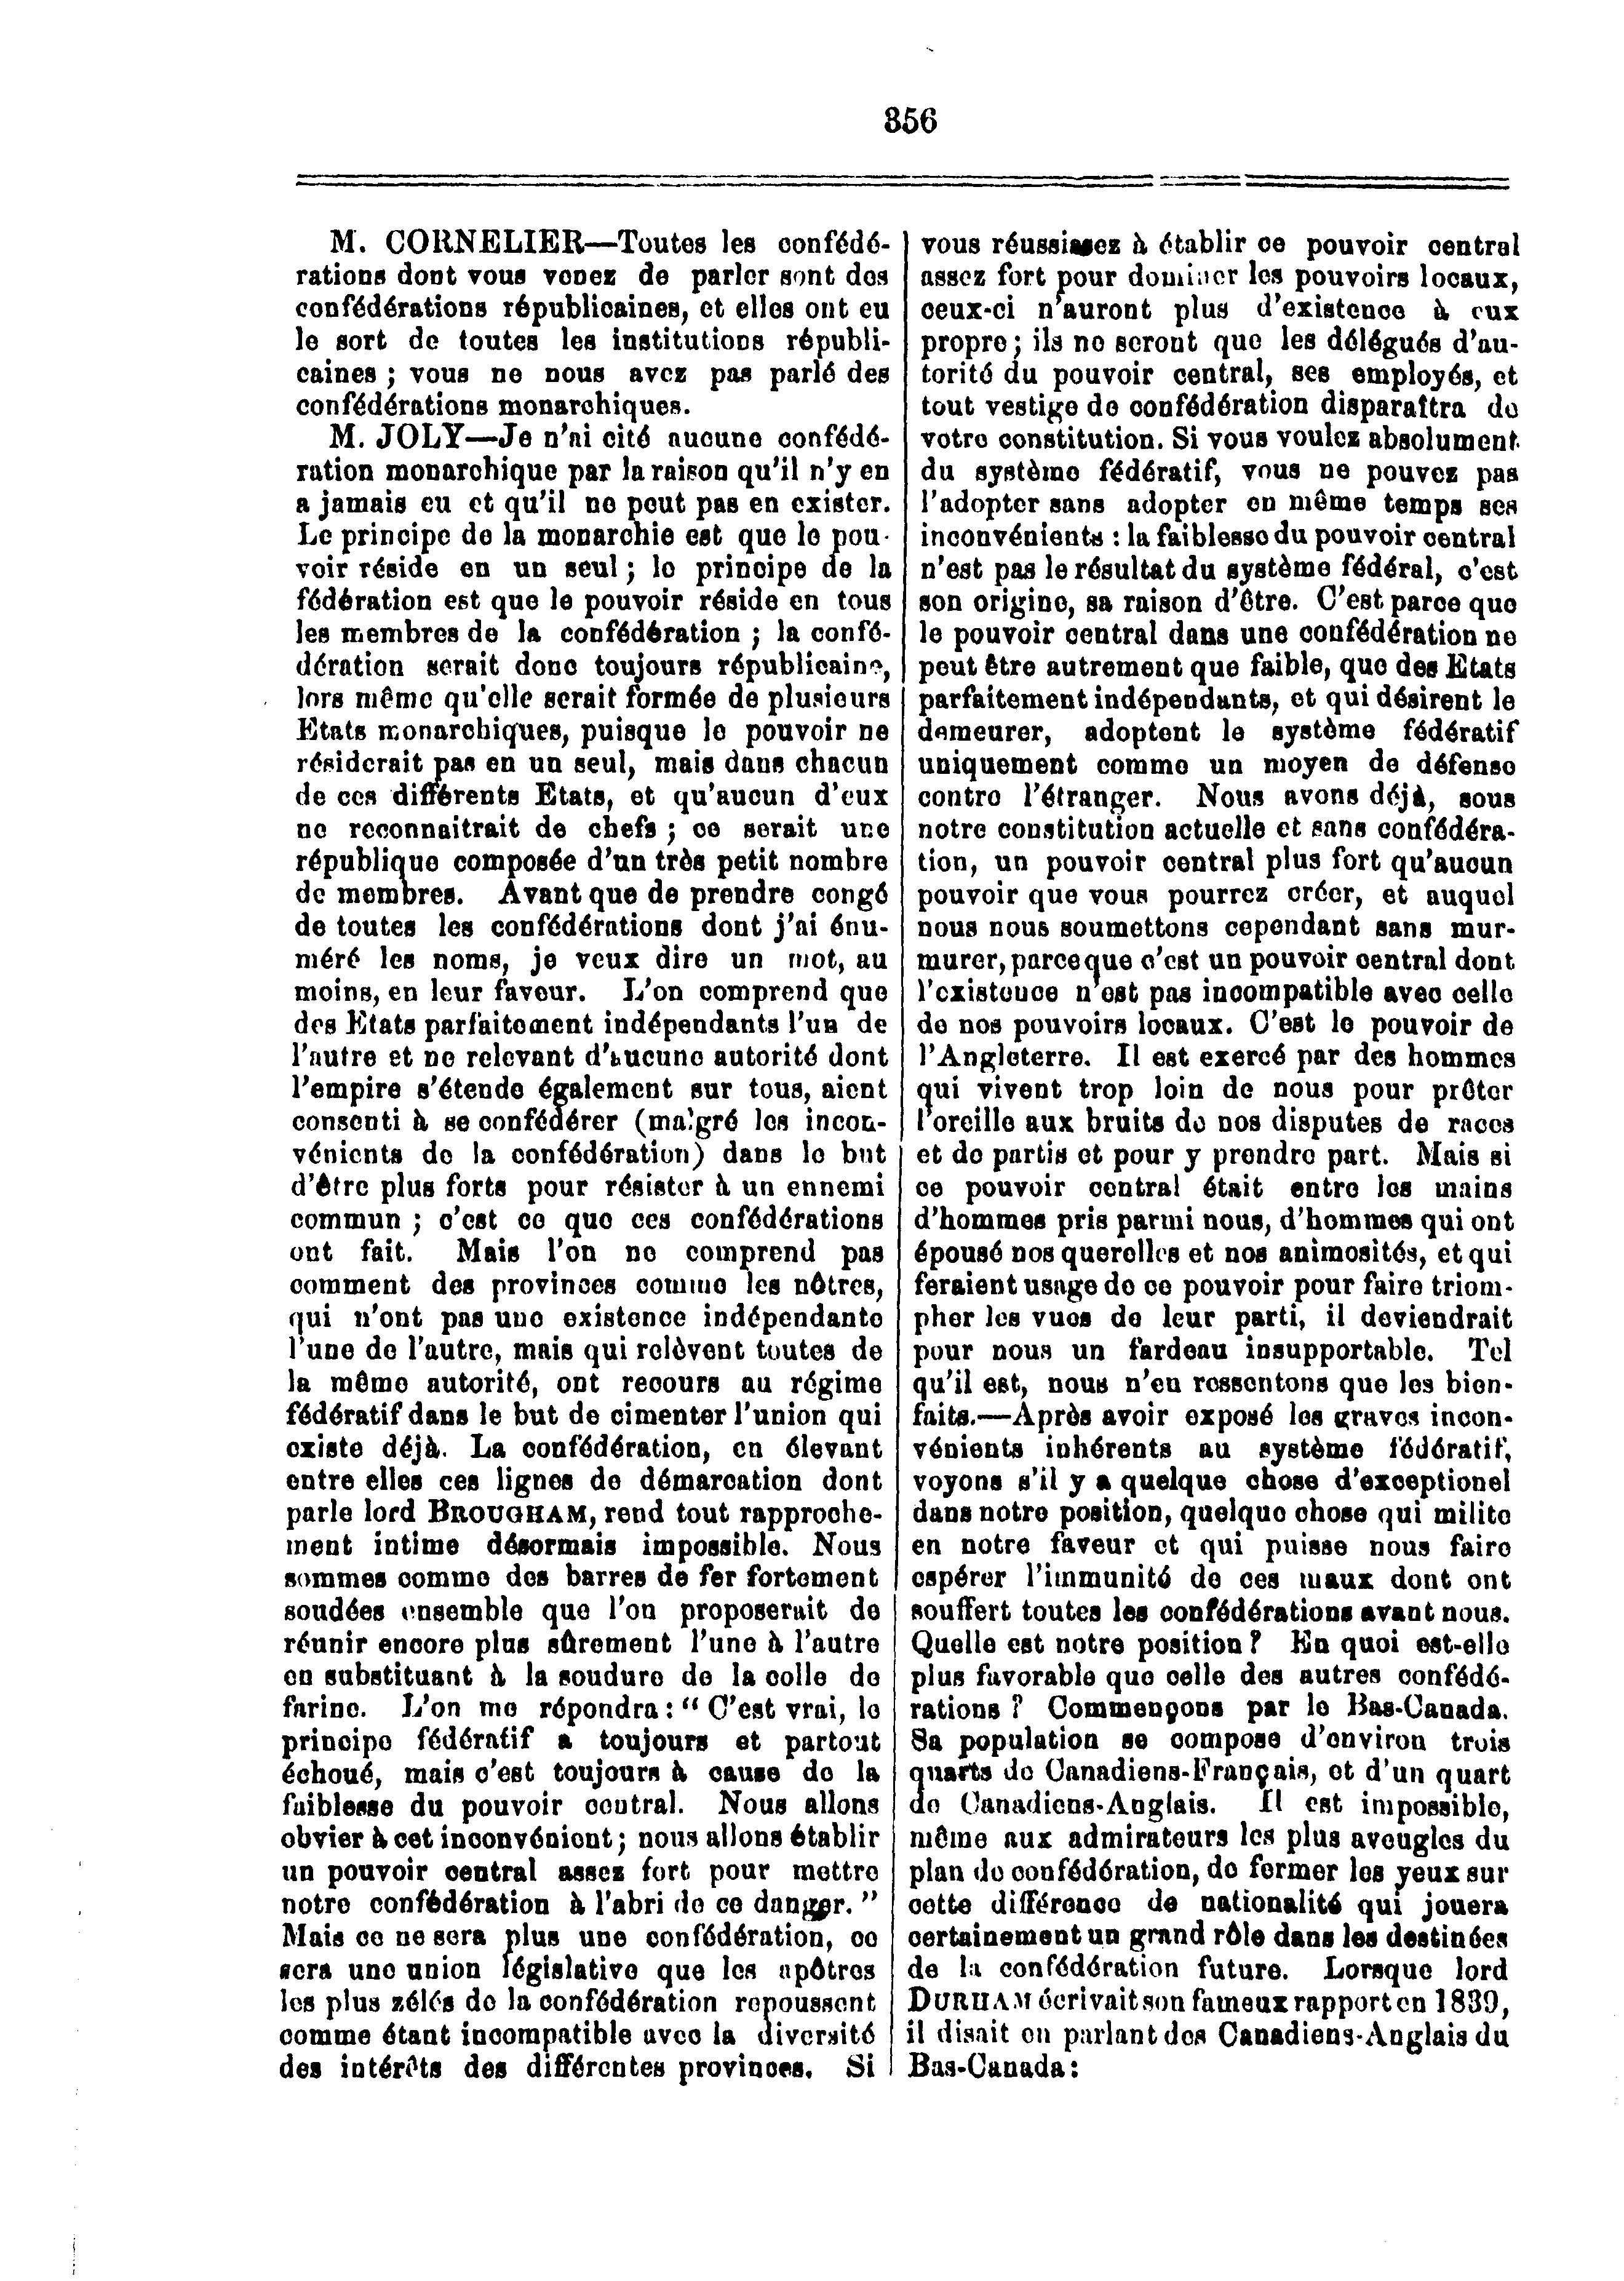 356
M. CORNELIER—Toutes les confédé-
rations dont vous venez de parler sont des
confédérations républicaines, et elles ont eu
le sort de toutes les institutions républi-
caines ; vous ne nous avez pas parlé des
confédérations monarchiques.
M. JOLY—Je n'ai cité aucune confédé-
ration monarchique par la raison qu'il n'y en
a jamais eu et qu'il ne peut pas en exister.
Le principe de la monarchie est que le pou-
voir réside en un seul ; le principe de la
fédération est que le pouvoir réside en tous
les membres de la confédération ; la confé-
dération serait donc toujours républicaine,
lors même qu'elle serait formée de plusieurs
Etats monarchiques, puisque le pouvoir ne
résiderait pas en un seul, mais dans chacun
de ces différents Etats, et qu'aucun d'eux
ne reconnaitrait de chefs ; ce serait une
république composée d'un très petit nombre
de membres. Avant que de prendre congé
de toutes les confédérations dont j'ai énu-
méré les noms, je veux dire un mot, au
moins, en leur faveur. L'on comprend que
des Etats parfaitement indépendants l'un de
l'autre et ne relevant d'aucune autorité dont
l'empire s'étende également sur tous, aient
consenti à se confédérer (malgré les incon-
vénients de la confédération) dans le but
d'être plus forts pour résister à un ennemi
commun ; c'est ce que ces confédérations
ont fait. Mais l'on ne comprend pas
comment des provinces comme les nôtres,
qui n'ont pas une existence indépendante
l'une de l'autre, mais qui relèvent toutes de
la même autorité, ont recours au régime
fédératif dans le but de cimenter l'union qui
existe déjà. La confédération, en élevant
entre elles ces lignes de démarcation dont
parle lord BROUGHAM, rend tout rapproche-
ment intime désormais impossible. Nous
sommes comme des barres de fer fortement
soudées ensemble que l'on proposerait de
réunir encore plus sûrement l'une à l'autre
en substituant à la soudure de la colle de
farine. L'on me répondra : " C'est vrai, le
principe fédératif a toujours et partout
échoué, mais c'est toujours à cause de la
faiblesse du pouvoir central. Nous allons
obvier à cet inconvénient ; nous allons établir
un pouvoir central assez fort pour mettre
notre confédération à l'abri de ce danger. "
Mais ce ne sera plus une confédération, ce
sera une union législative que les apôtres
les plus zélés de la confédération repoussent
comme étant incompatible avec la diversité
des intérêts des différentes provinces. Si
vous réussissez à établir ce pouvoir central
assez fort pour dominer les pouvoirs locaux,
ceux-ci n'auront plus d'existence à eux
propre ; ils ne seront que les délégués d'au-
torité du pouvoir central, ses employés, et
tout vestige de confédération disparaîtra de
votre constitution. Si vous voulez absolument
du système fédératif, vous ne pouvez pas
l'adopter sans adopter en même temps ses
inconvénients : la faiblesse du pouvoir central
n'est pas le résultat du système fédéral, c'est
son origine, sa raison d'être. C'est parce que
le pouvoir central dans une confédération ne
peut être autrement que faible, que des Etats
parfaitement indépendants, et qui désirent le
demeurer, adoptent le système fédératif
uniquement comme un moyen de défense
contre l'étranger. Nous avons déjà, sous
notre constitution actuelle et sans confédéra-
tion, un pouvoir central plus fort qu'aucun
pouvoir que vous pourrez créer, et auquel
nous nous soumettons cependant sans mur-
murer, parceque c'est un pouvoir central dont
l'existence n'est pas incompatible avec celle
de nos pouvoirs locaux. C'est le pouvoir de
l'Angleterre. Il est exercé par des hommes
qui vivent trop loin de nous pour prêter
l'oreille aux bruits de nos disputes de races
et de partis et pour y prendre part. Mais si
ce pouvoir central était entre les mains
d'hommes pris parmi nous, d'hommes qui ont
épousé nos querelles et nos animosités, et qui
feraient usage de ce pouvoir pour faire triom-
pher les vues de leur parti, il deviendrait
pour nous un fardeau insupportable. Tel
qu'il est, nous n'en ressentons que les bien-
faits.—Après avoir exposé les graves incon-
vénients inhérents au système fédératif,
voyons s'il y a quelque chose d'exceptionel
dans notre position, quelque chose qui milite
en notre faveur et qui puisse nous faire
espérer l'immunité de ces maux dont ont
souffert toutes les confédérations avant nous.
Quelle est notre position ? En quoi est-elle
plus favorable que celle des autres confédé-
rations ? Commençons par le Bas-Canada.
Sa population se compose d'environ trois
quarts de Canadiens-Français, et d'un quart
de Canadiens-Anglais. Il est impossible,
même aux admirateurs les plus aveugles du
plan de confédération, de fermer les yeux sur
cette différence de nationalité qui jouera
certainement un grand rôle dans les destinées
de la confédération future. Lorsque lord
DURHAM écrivait son fameux rapport en 1839,
il disait en parlant des Canadiens-Anglais du
Bas-Canada :